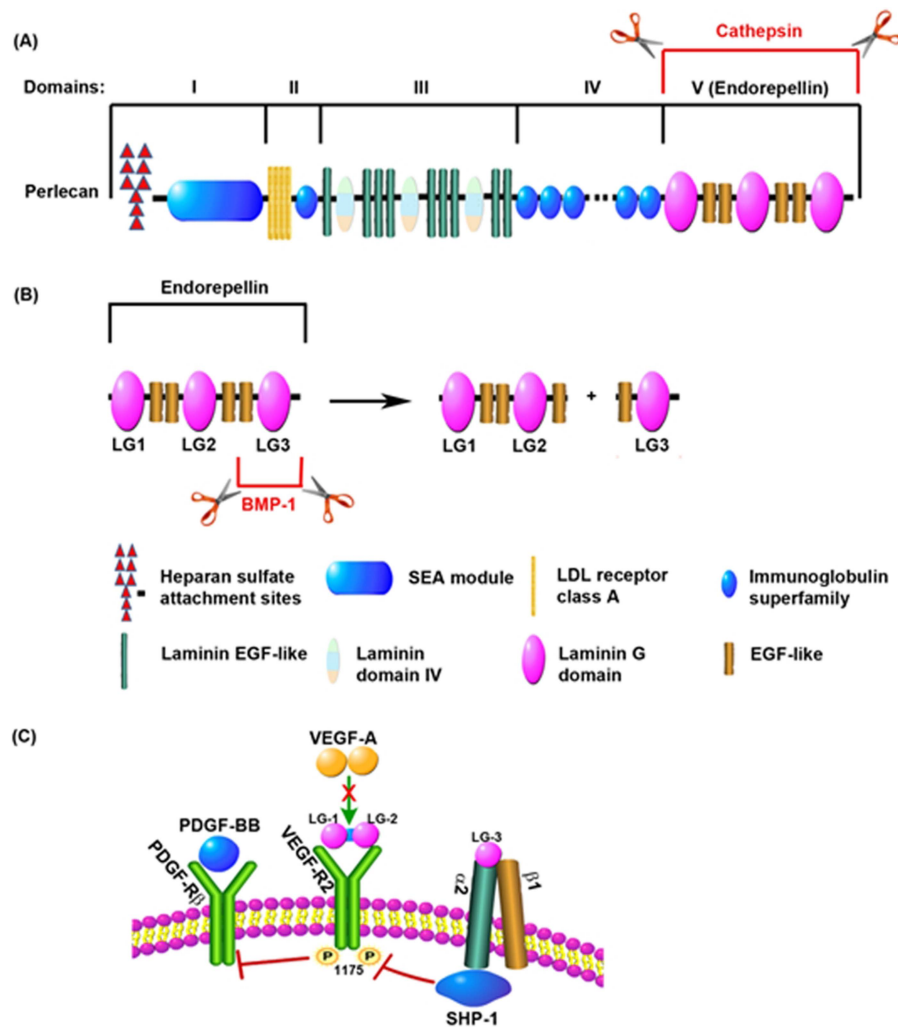 (A)
Cathepsin
Domains: I II III IV V (Endorepellin)
Perlecan
(B)
Endorepellin
LG1 LG2 LG3
BMP-1
LG1 LG2 + LG3
Heparan sulfate
attachment sites
SEA module
LDL receptor
class A
Immunoglobulin
superfamily
Laminin EGF-like
Laminin
domain IV
Laminin G
domain
EGF-like
(C)
VEGF-A
PDGF-BB
PDGF-Rβ
LG-1 LG-2
VEGF-R2
LG-3
α2 β1
P P
1175
SHP-1